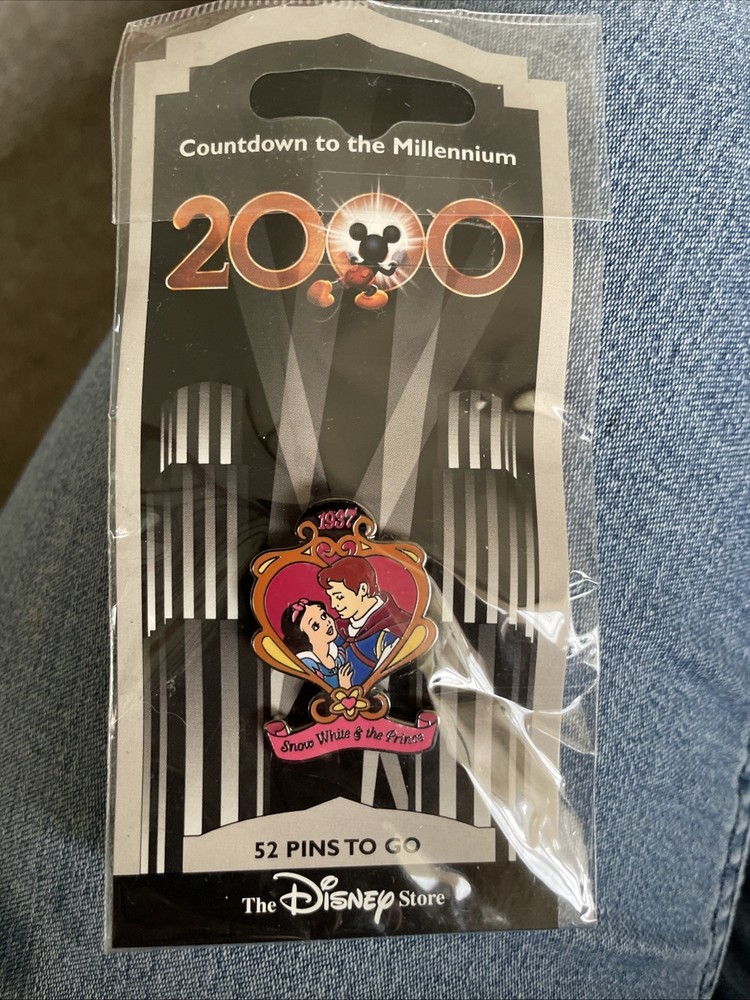 Countdown to the Millennium
2000
1937
Snow White & the Prince
52 PINS TO GO
The Disney Store